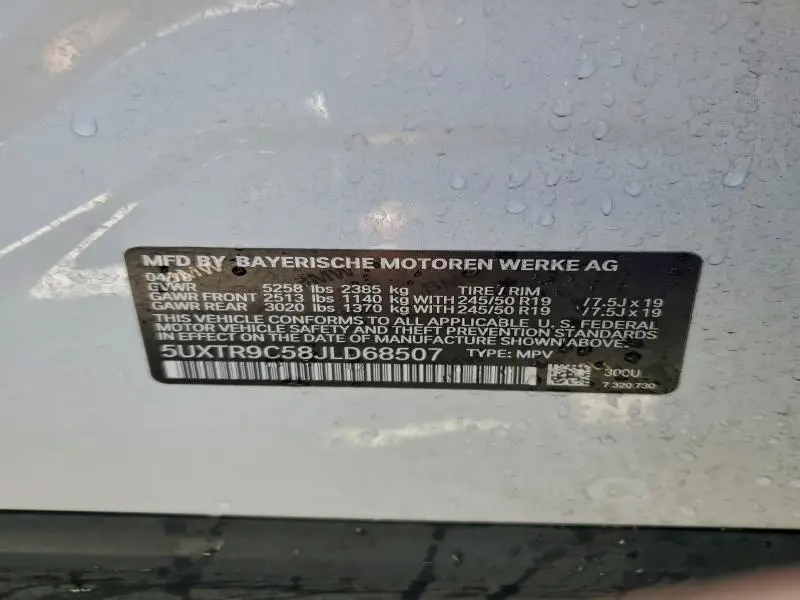 MFD BY BAYERISCHE MOTOREN WERKE AG
GVWR 5258 lbs 2385 kg TIRE / RIM
GAWR FRONT 2513 lbs 1140 kg WITH 245/50 R19 /7.5J x 19
GAWR REAR 3020 lbs 1370 kg WITH 245/50 R19 /7.5J x 19
THIS VEHICLE CONFORMS TO ALL APPLICABLE U. S. FEDERAL
MOTOR VEHICLE SAFETY AND THEFT PREVENTION STANDARDS
IN EFFECT ON THE DATE OF MANUFACTURE SHOWN ABOVE.
5UXTR9C58JLD68507 TYPE: MPV
300U
7 320 730